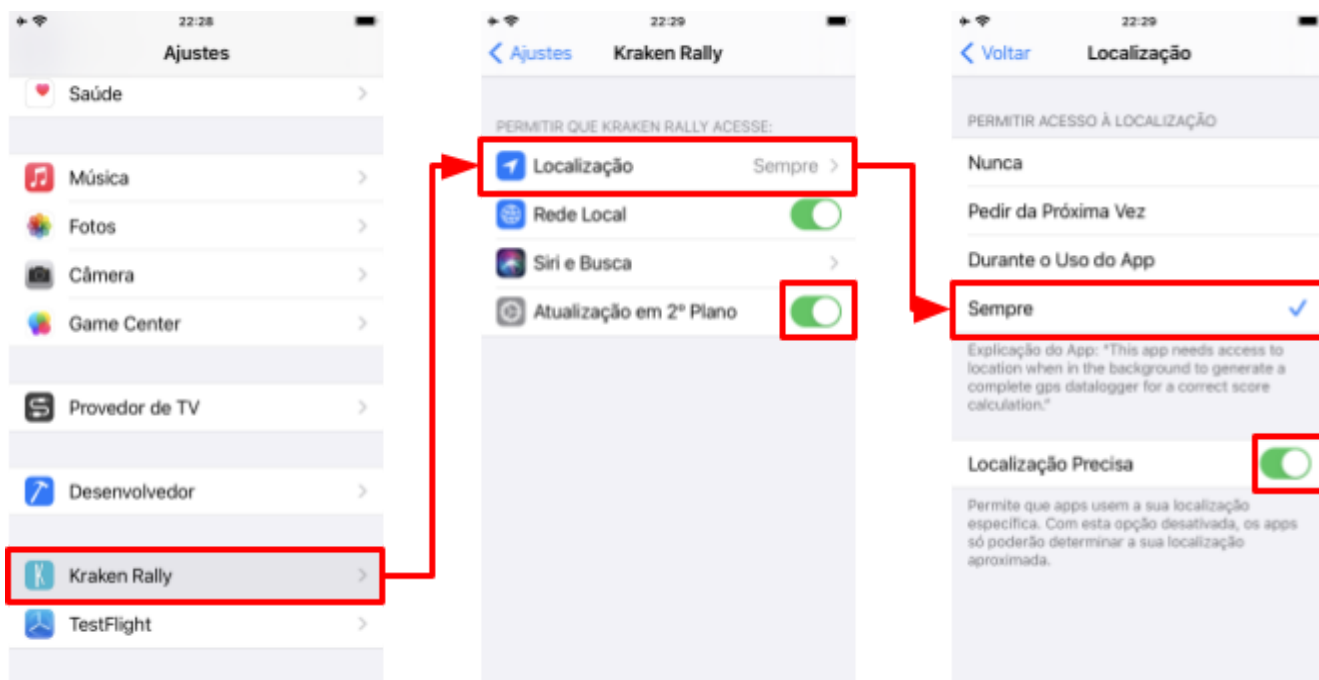 22:28
Ajustes
Saúde
Música
Fotos
Câmera
Game Center
Provedor de TV
Desenvolvedor
Kraken Rally
TestFlight
22:29
Ajustes
Kraken Rally
PERMITIR QUE KRAKEN RALLY ACESSE:
Localização Sempre
Rede Local
Siri e Busca
Atualização em 2º Plano
22:29
Voltar
Localização
PERMITIR ACESSO À LOCALIZAÇÃO
Nunca
Pedir da Próxima Vez
Durante o Uso do App
Sempre
Explicação do App: "This app needs access to
location when in the background to generate a
complete gps datalogger for a correct score
calculation."
Localização Precisa
Permite que apps usem a sua localização
específica. Com esta opção desativada, os apps
só poderão determinar a sua localização
aproximada.